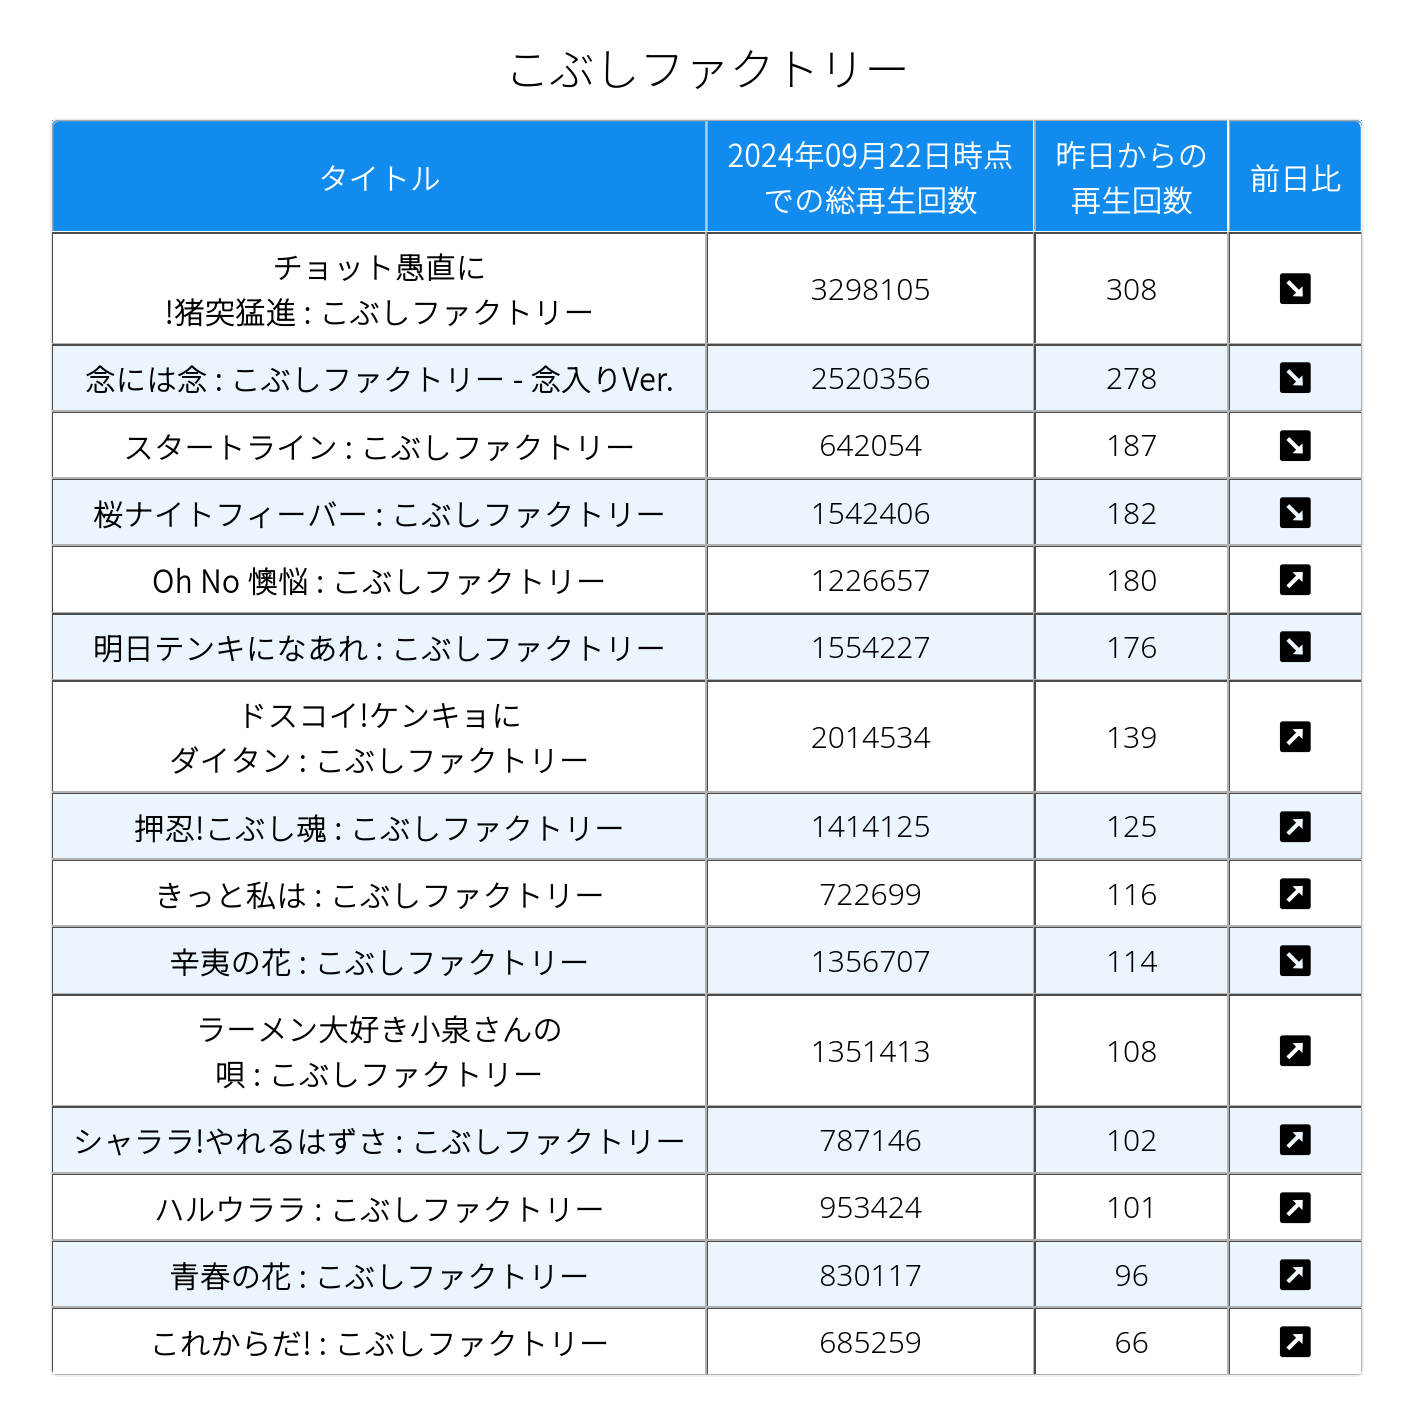 こぶしファクトリー
タイトル
2024年09月22日時点
での総再生回数
昨日からの
再生回数
前日比
チョット愚直に
!猪突猛進 : こぶしファクトリー
3298105
308
念には念 : こぶしファクトリー - 念入りVer.
2520356
278
スタートライン : こぶしファクトリー
642054
187
桜ナイトフィーバー : こぶしファクトリー
1542406
182
Oh No 懊悩 : こぶしファクトリー
1226657
180
明日テンキになあれ : こぶしファクトリー
1554227
176
ドスコイ!ケンキョに
ダイタン : こぶしファクトリー
2014534
139
押忍!こぶし魂 : こぶしファクトリー
1414125
125
きっと私は : こぶしファクトリー
722699
116
辛夷の花 : こぶしファクトリー
1356707
114
ラーメン大好き小泉さんの
唄 : こぶしファクトリー
1351413
108
シャララ!やれるはずさ : こぶしファクトリー
787146
102
ハルウララ : こぶしファクトリー
953424
101
青春の花 : こぶしファクトリー
830117
96
これからだ! : こぶしファクトリー
685259
66